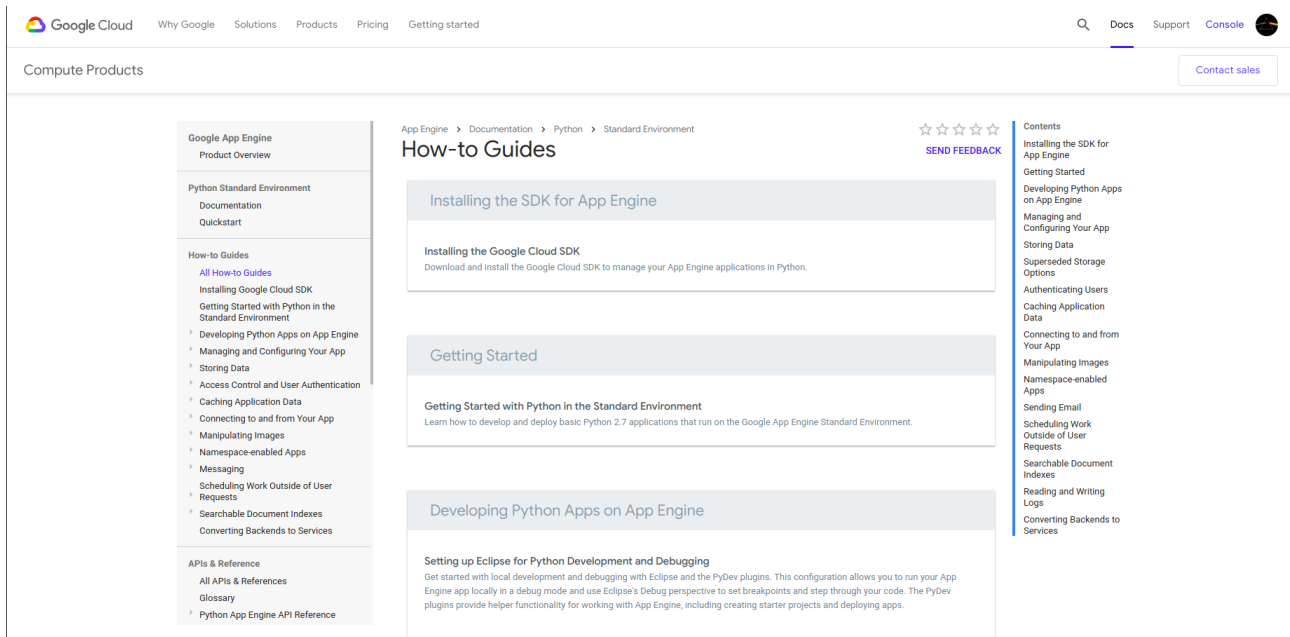 Google Cloud
Why Google
Solutions
Products
Pricing
Getting started
Docs
Support
Console
Compute Products
Contact sales
Google App Engine
Product Overview
Python Standard Environment
Documentation
Quickstart
How-to Guides
All How-to Guides
Installing Google Cloud SDK
Getting Started with Python in the
Standard Environment
Developing Python Apps on App Engine
Managing and Configuring Your App
Storing Data
Access Control and User Authentication
Caching Application Data
Connecting to and from Your App
Manipulating Images
Namespace-enabled Apps
Messaging
Scheduling Work Outside of User
Requests
Searchable Document Indexes
Converting Backends to Services
APIs & Reference
All APIs & References
Glossary
Python App Engine API Reference
App Engine > Documentation > Python > Standard Environment
How-to Guides
SEND FEEDBACK
Installing the SDK for App Engine
Installing the Google Cloud SDK
Download and install the Google Cloud SDK to manage your App Engine applications in Python.
Getting Started
Getting Started with Python in the Standard Environment
Learn how to develop and deploy basic Python 2.7 applications that run on the Google App Engine Standard Environment.
Developing Python Apps on App Engine
Setting up Eclipse for Python Development and Debugging
Get started with local development and debugging with Eclipse and the PyDev plugins. This configuration allows you to run your App
Engine app locally in a debug mode and use Eclipse's Debug perspective to set breakpoints and step through your code. The PyDev
plugins provide helper functionality for working with App Engine, including creating starter projects and deploying apps.
Contents
Installing the SDK for
App Engine
Getting Started
Developing Python Apps
on App Engine
Managing and
Configuring Your App
Storing Data
Superseded Storage
Options
Authenticating Users
Caching Application
Data
Connecting to and from
Your App
Manipulating Images
Namespace-enabled
Apps
Sending Email
Scheduling Work
Outside of User
Requests
Searchable Document
Indexes
Reading and Writing
Logs
Converting Backends to
Services